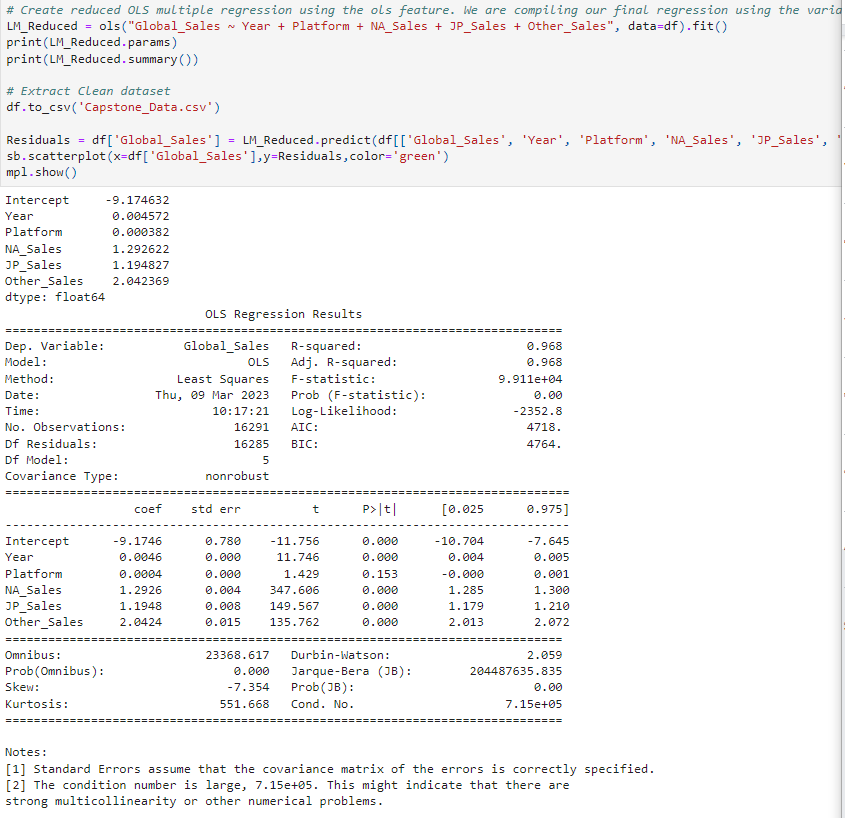 # Create reduced OLS multiple regression using the ols feature. We are compiling our final regression using the varia
LM_Reduced = ols("Global_Sales ~ Year + Platform + NA_Sales + JP_Sales + Other_Sales", data=df).fit()
print(LM_Reduced.params)
print(LM_Reduced.summary())
# Extract Clean dataset
df.to_csv('Capstone_Data.csv')
Residuals = df['Global_Sales'] = LM_Reduced.predict(df[['Global_Sales', 'Year', 'Platform', 'NA_Sales', 'JP_Sales', '
sb.scatterplot(x=df['Global_Sales'],y=Residuals,color='green')
mpl.show()
Intercept     -9.174632
Year           0.004572
Platform       0.000382
NA_Sales       1.292622
JP_Sales       1.194827
Other_Sales    2.042369
dtype: float64
                            OLS Regression Results
==============================================================================
Dep. Variable:           Global_Sales   R-squared:                       0.968
Model:                            OLS   Adj. R-squared:                  0.968
Method:                 Least Squares   F-statistic:                 9.911e+04
Date:                Thu, 09 Mar 2023   Prob (F-statistic):               0.00
Time:                        10:17:21   Log-Likelihood:                -2352.8
No. Observations:               16291   AIC:                             4718.
Df Residuals:                   16285   BIC:                             4764.
Df Model:                           5
Covariance Type:            nonrobust
===============================================================================
                  coef    std err          t      P>|t|      [0.025      0.975]
-------------------------------------------------------------------------------
Intercept      -9.1746      0.780    -11.756      0.000     -10.704      -7.645
Year            0.0046      0.000     11.746      0.000       0.004       0.005
Platform        0.0004      0.000      1.429      0.153      -0.000       0.001
NA_Sales        1.2926      0.004    347.606      0.000       1.285       1.300
JP_Sales        1.1948      0.008    149.567      0.000       1.179       1.210
Other_Sales     2.0424      0.015    135.762      0.000       2.013       2.072
==============================================================================
Omnibus:                    23368.617   Durbin-Watson:                   2.059
Prob(Omnibus):                  0.000   Jarque-Bera (JB):        204487635.835
Skew:                          -7.354   Prob(JB):                         0.00
Kurtosis:                     551.668   Cond. No.                     7.15e+05
==============================================================================
Notes:
[1] Standard Errors assume that the covariance matrix of the errors is correctly specified.
[2] The condition number is large, 7.15e+05. This might indicate that there are
strong multicollinearity or other numerical problems.